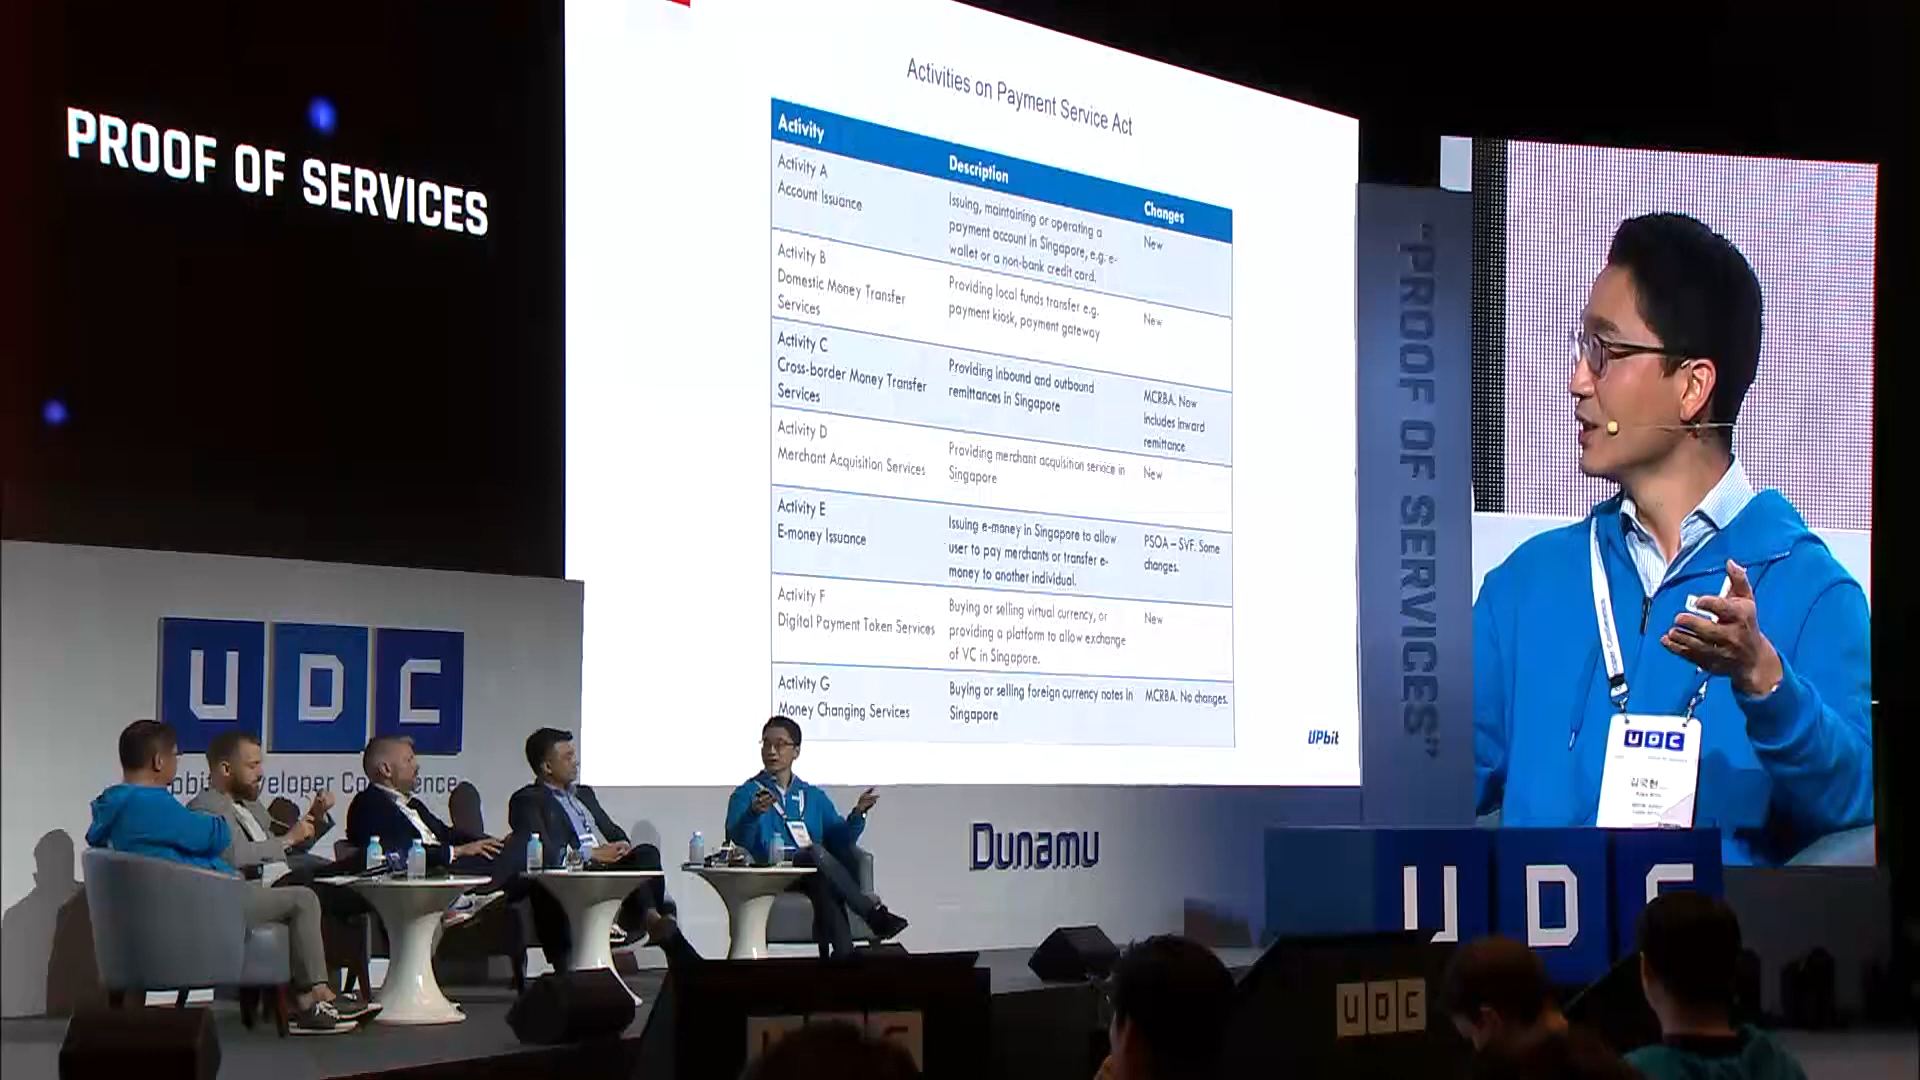 PROOF OF SERVICES
Activities on Payment Service Act
Activity
Description
Changes
Activity A
Account Issuance
Issuing, maintaining or operating a
payment account in Singapore, e.g. e-
wallet or a non-bank credit card.
New
Activity B
Domestic Money Transfer
Services
Providing local funds transfer e.g.
payment kiosk, payment gateway
New
Activity C
Cross-border Money Transfer
Services
Providing inbound and outbound
remittances in Singapore
MCRBA. Now
includes inward
remittance
Activity D
Merchant Acquisition Services
Providing merchant acquisition service in
Singapore
New
Activity E
E-money Issuance
Issuing e-money in Singapore to allow
user to pay merchants or transfer e-
money to another individual.
PSOA – SVF. Some
changes.
Activity F
Digital Payment Token Services
Buying or selling virtual currency, or
providing a platform to allow exchange
of VC in Singapore.
New
Activity G
Money Changing Services
Buying or selling foreign currency notes in
Singapore
MCRBA. No changes.
UPbit
"PROOF OF SERVICES"
UDC
김국현
UDC
Dunamu
UDC
UDC